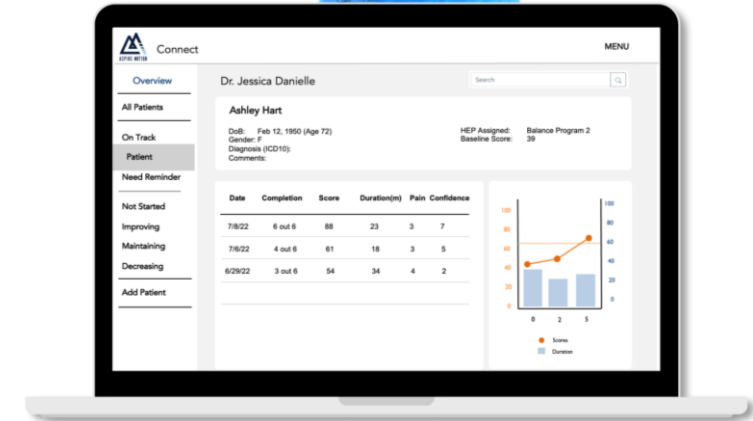 ASPIRE MOTION
Connect
MENU
Overview
All Patients
On Track
Patient
Need Reminder
Not Started
Improving
Maintaining
Decreasing
Add Patient
Dr. Jessica Danielle
Search
Ashley Hart
DoB: Feb 12, 1950 (Age 72)
Gender: F
Diagnosis (ICD10):
Comments:
HEP Assigned: Balance Program 2
Baseline Score: 39
Date Completion Score Duration(m) Pain Confidence
7/8/22 6 out 6 88 23 3 7
7/6/22 4 out 6 61 18 3 5
6/29/22 3 out 6 54 34 4 2
100 100
80 80
60 60
40 40
20 20
0 0
0 2 5
Scores
Duration